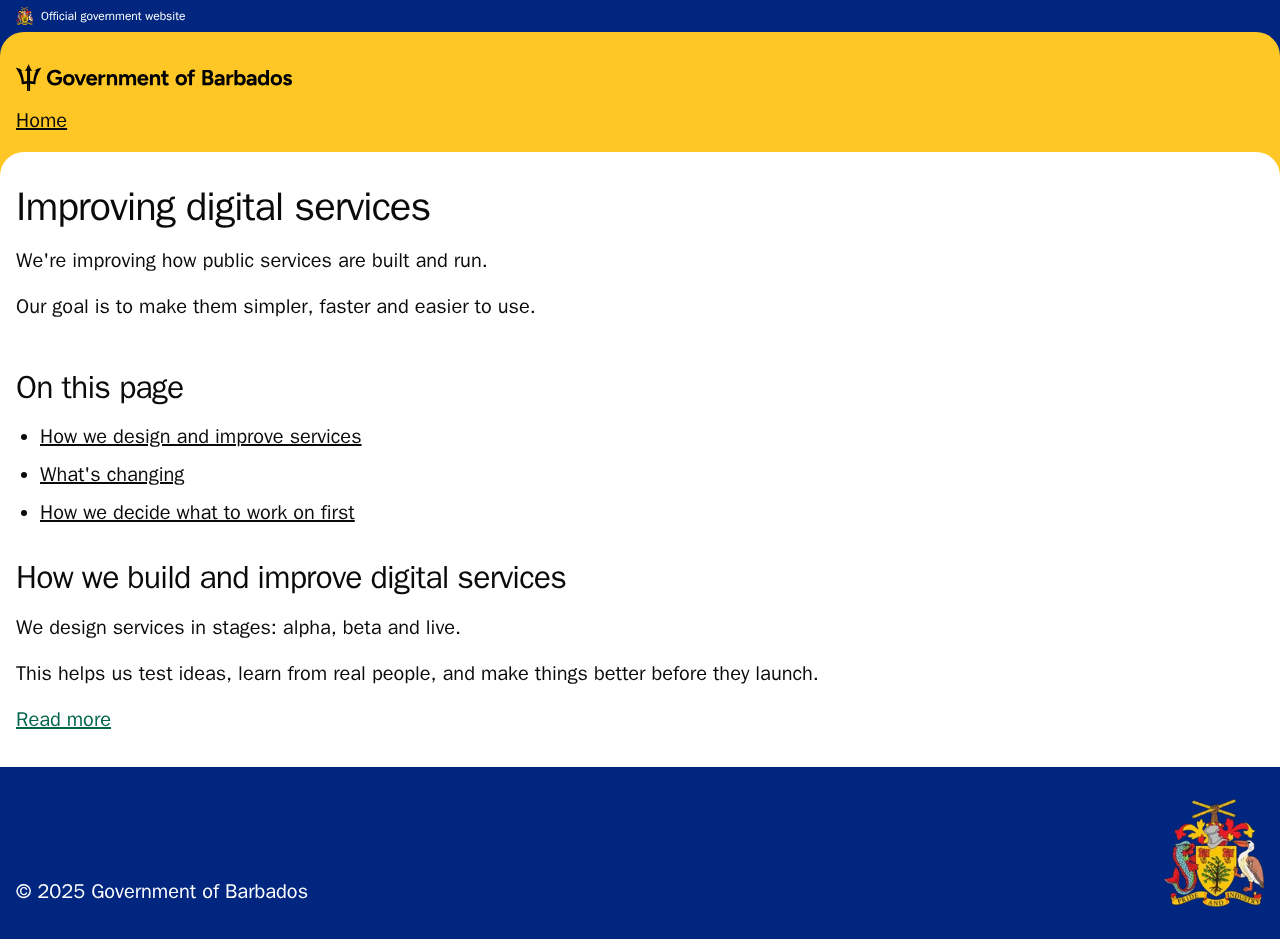 Official government website
Government of Barbados
Home
Improving digital services
We're improving how public services are built and run.
Our goal is to make them simpler, faster and easier to use.
On this page
How we design and improve services
What's changing
How we decide what to work on first
How we build and improve digital services
We design services in stages: alpha, beta and live.
This helps us test ideas, learn from real people, and make things better before they launch.
Read more
© 2025 Government of Barbados
PRIDE AND INDUSTRY